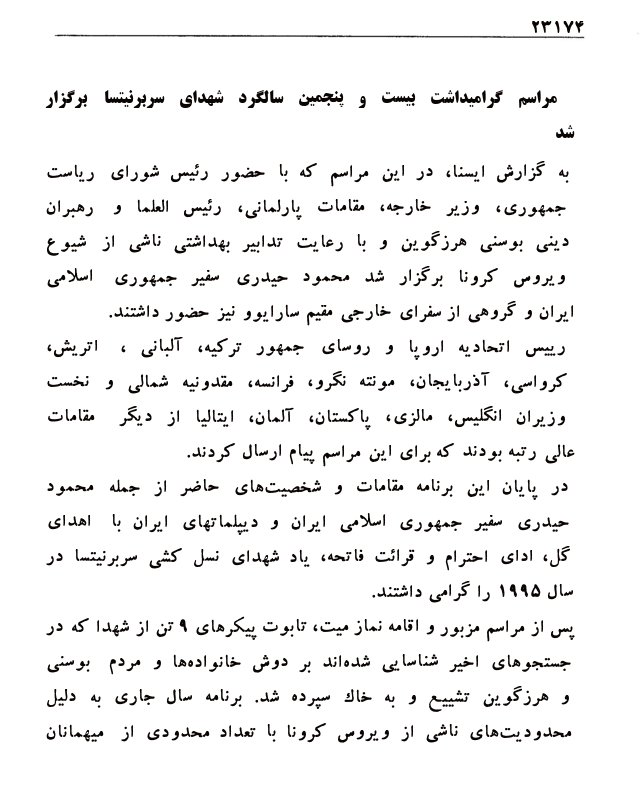 ۲۳۱۷۴
مراسم گرامیداشت بیست و پنجمین سالگرد شهدای سربرنیتسا برگزار
شد
به گزارش ایسنا، در این مراسم که با حضور رئیس شورای ریاست
جمهوری، وزیر خارجه، مقامات پارلمانی، رئیس العلما و رهبران
دینی بوسنی هرزگوین و با رعایت تدابیر بهداشتی ناشی از شیوع
ویروس کرونا برگزار شد محمود حیدری سفیر جمهوری اسلامی
ایران و گروهی از سفرای خارجی مقیم سارایوو نیز حضور داشتند.
رییس اتحادیه اروپا و روسای جمهور ترکیه، آلبانی ، اتریش،
کرواسی، آذربایجان، مونته نگرو، فرانسه، مقدونیه شمالی و نخست
وزیران انگلیس، مالزی، پاکستان، آلمان، ایتالیا از دیگر مقامات
عالی رتبه بودند که برای این مراسم پیام ارسال کردند.
در پایان این برنامه مقامات و شخصیت‌های حاضر از جمله محمود
حیدری سفیر جمهوری اسلامی ایران و دیپلماتهای ایران با اهدای
گل، ادای احترام و قرائت فاتحه، یاد شهدای نسل کشی سربرنیتسا در
سال ۱۹۹۵ را گرامی داشتند.
پس از مراسم مزبور و اقامه نماز میت، تابوت پیکرهای ۹ تن از شهدا که در
جستجوهای اخیر شناسایی شده‌اند بر دوش خانواده‌ها و مردم بوسنی
و هرزگوین تشییع و به خاك سپرده شد. برنامه سال جاری به دلیل
محدودیت‌های ناشی از ویروس کرونا با تعداد محدودی از میهمانان